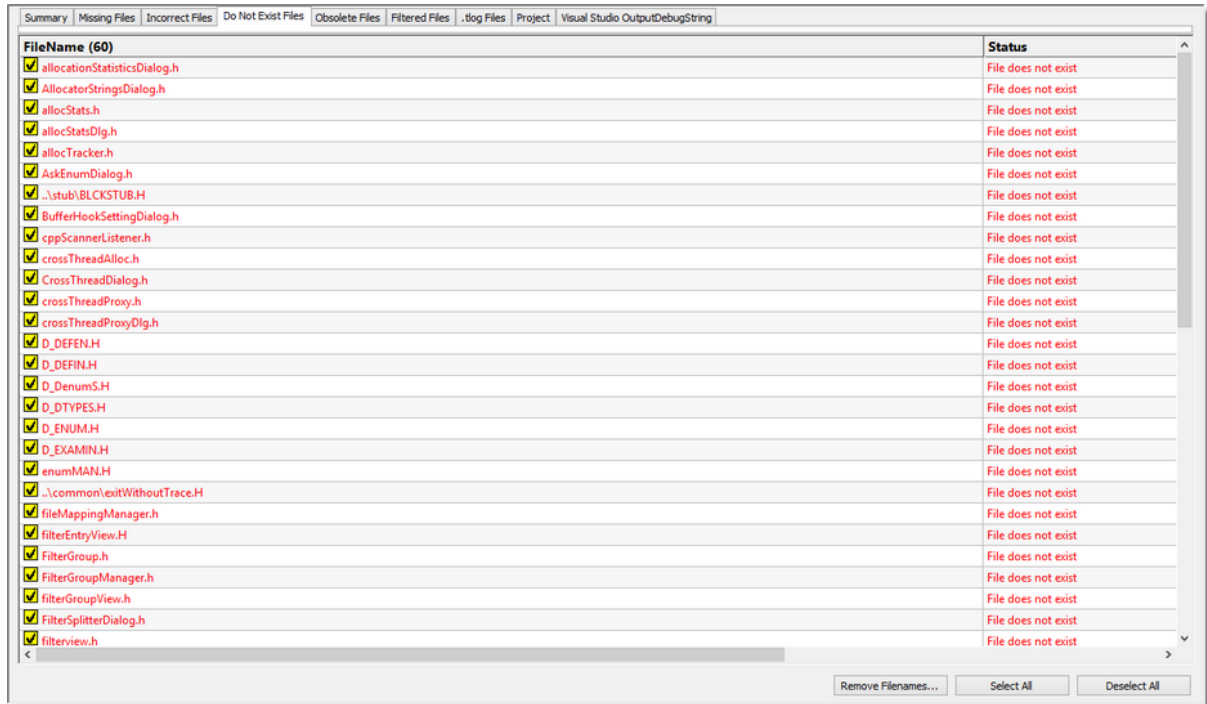 Summary Missing Files Incorrect Files Do Not Exist Files Obsolete Files Filtered Files .tlog Files Project Visual Studio OutputDebugString
FileName (60) Status
allocationStatisticsDialog.h File does not exist
AllocatorStringsDialog.h File does not exist
allocStats.h File does not exist
allocStatsDlg.h File does not exist
allocTracker.h File does not exist
AskEnumDialog.h File does not exist
..\stub\BLCKSTUB.H File does not exist
BufferHookSettingDialog.h File does not exist
cppScannerListener.h File does not exist
crossThreadAlloc.h File does not exist
CrossThreadDialog.h File does not exist
crossThreadProxy.h File does not exist
crossThreadProxyDlg.h File does not exist
D_DEFEN.H File does not exist
D_DEFIN.H File does not exist
D_DenumS.H File does not exist
D_DTYPES.H File does not exist
D_ENUM.H File does not exist
D_EXAMIN.H File does not exist
enumMAN.H File does not exist
..\common\exitWithoutTrace.H File does not exist
fileMappingManager.h File does not exist
filterEntryView.H File does not exist
FilterGroup.h File does not exist
FilterGroupManager.h File does not exist
filterGroupView.h File does not exist
FilterSplitterDialog.h File does not exist
filterview.h File does not exist
Remove Filenames... Select All Deselect All